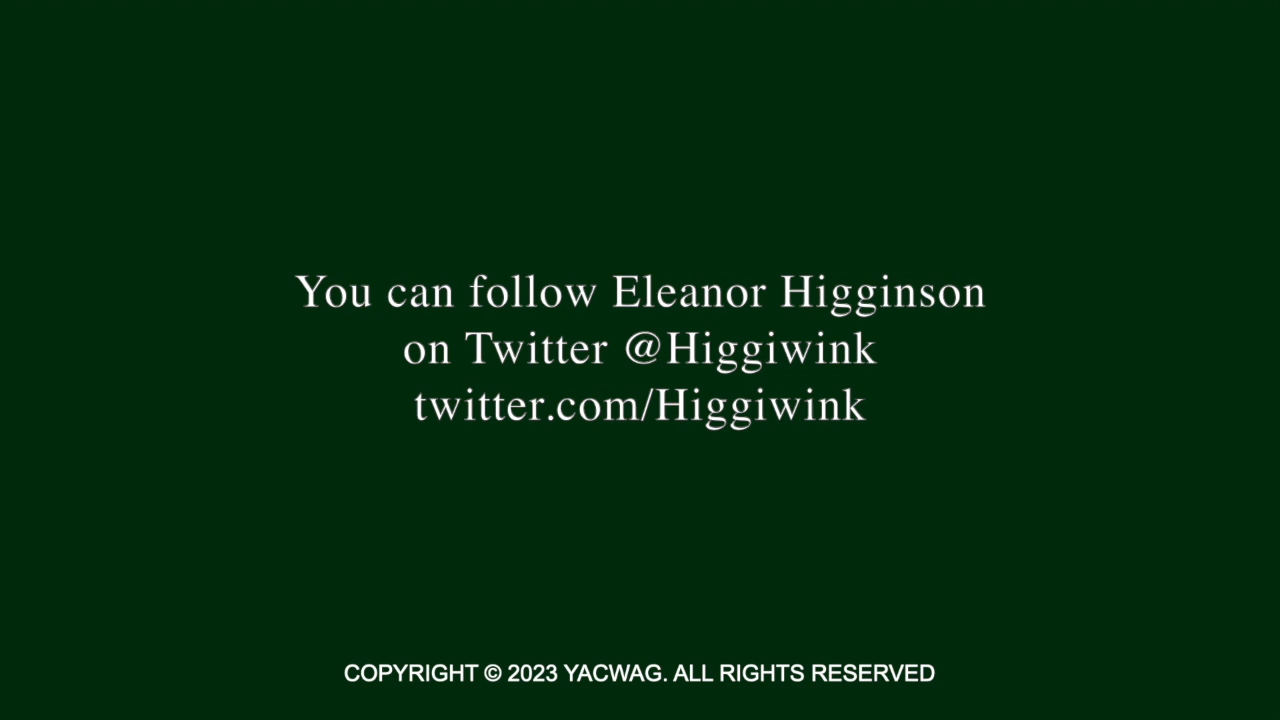 You can follow Eleanor Higginson
on Twitter @Higgiwink
twitter.com/Higgiwink
COPYRIGHT © 2023 YACWAG. ALL RIGHTS RESERVED